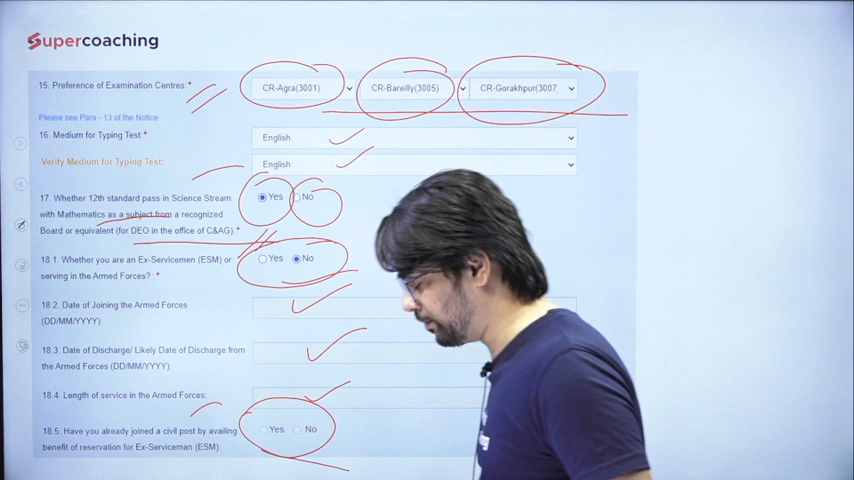 Supercoaching
15. Preference of Examination Centres:*
CR-Agra(3001)
CR-Bareilly(3005)
CR-Gorakhpur(3007
Please see Para - 13 of the Notice
16. Medium for Typing Test:*
English
Verify Medium for Typing Test:
English
17. Whether 12th standard pass in Science Stream
with Mathematics as a subject from a recognized
Board or equivalent (for DEO in the office of C&AG).*
Yes
No
18.1. Whether you are an Ex-Servicemen (ESM) or
serving in the Armed Forces? :*
Yes
No
18.2. Date of Joining the Armed Forces
(DD/MM/YYYY):
18.3. Date of Discharge/ Likely Date of Discharge from
the Armed Forces (DD/MM/YYYY):
18.4. Length of service in the Armed Forces:
18.5. Have you already joined a civil post by availing
benefit of reservation for Ex-Serviceman (ESM):
Yes
No